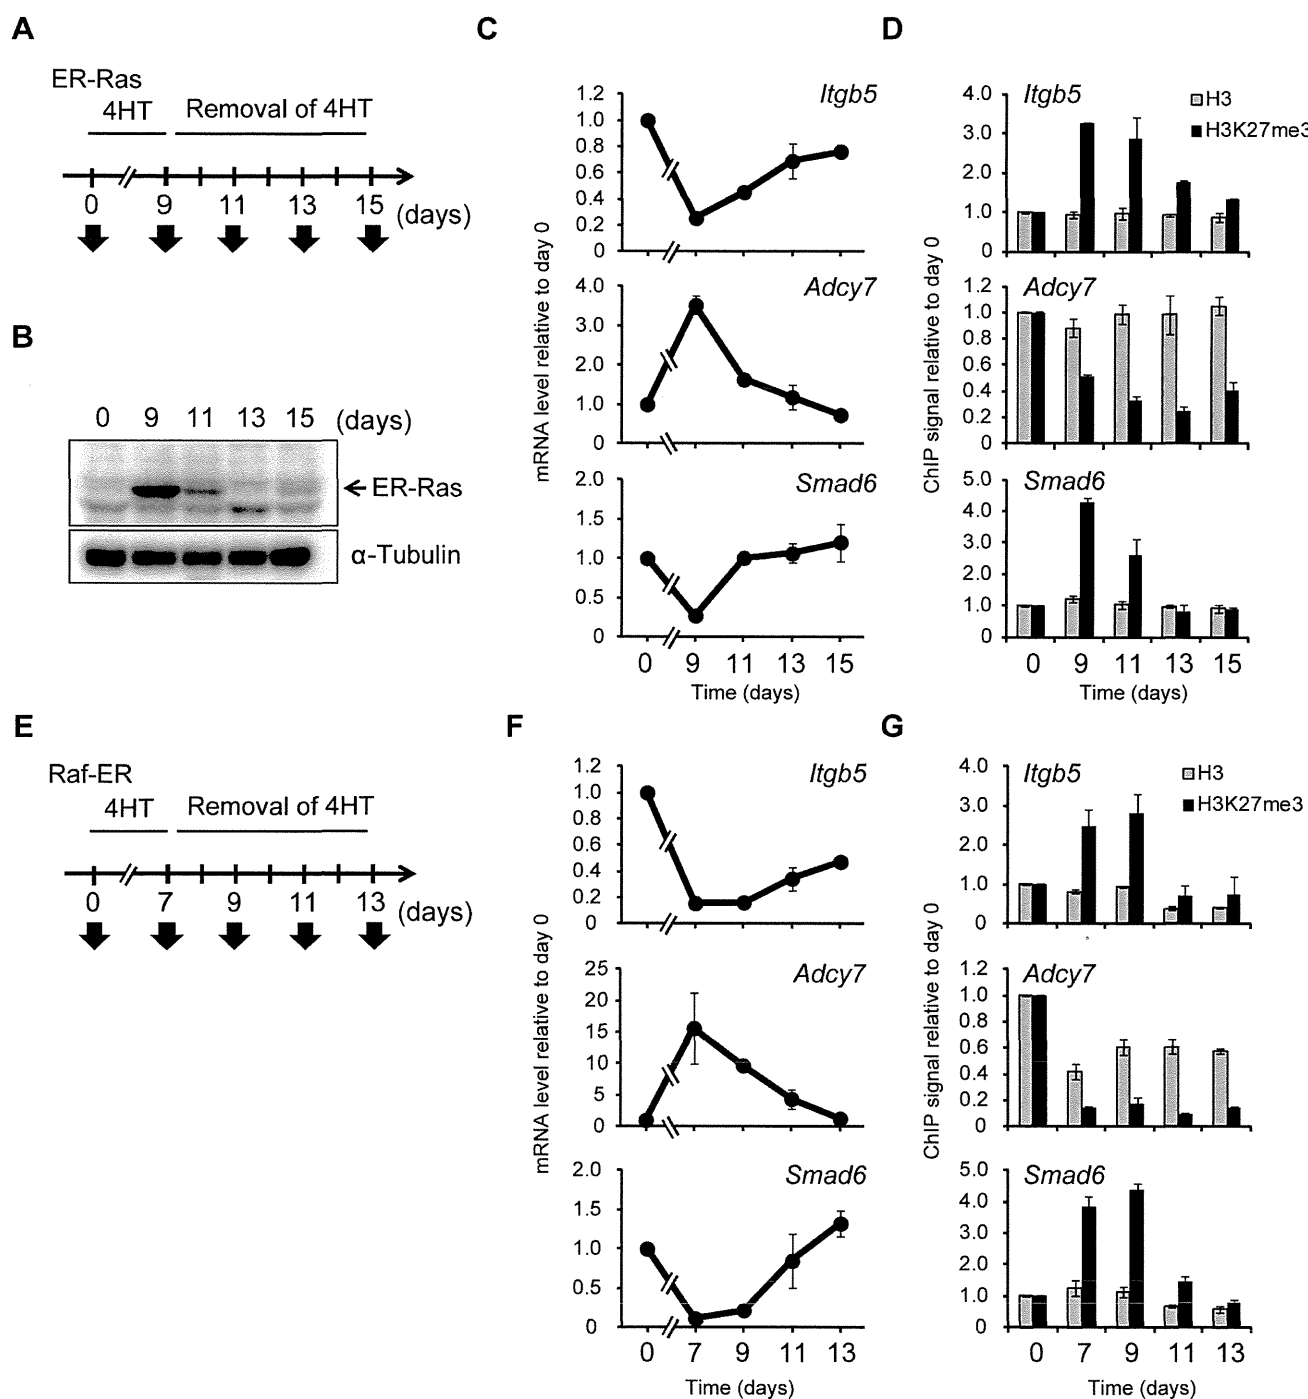 A
ER-Ras
4HT
Removal of 4HT
0 9 11 13 15 (days)
B
0 9 11 13 15 (days)
ER-Ras
α-Tubulin
C
mRNA level relative to day 0
Itgb5
1.2
1.0
0.8
0.6
0.4
0.2
0
Adcy7
4.0
3.0
2.0
1.0
0
Smad6
2.0
1.5
1.0
0.5
0
0 9 11 13 15
Time (days)
D
ChIP signal relative to day 0
Itgb5
H3
H3K27me3
4.0
3.0
2.0
1.0
0
Adcy7
1.2
1.0
0.8
0.6
0.4
0.2
0
Smad6
5.0
4.0
3.0
2.0
1.0
0
0 9 11 13 15
Time (days)
E
Raf-ER
4HT
Removal of 4HT
0 7 9 11 13 (days)
F
mRNA level relative to day 0
Itgb5
1.2
1.0
0.8
0.6
0.4
0.2
0
Adcy7
25
20
15
10
5
0
Smad6
2.0
1.5
1.0
0.5
0
0 7 9 11 13
Time (days)
G
ChIP signal relative to day 0
Itgb5
H3
H3K27me3
4.0
3.0
2.0
1.0
0
Adcy7
1.2
1.0
0.8
0.6
0.4
0.2
0
Smad6
5.0
4.0
3.0
2.0
1.0
0
0 7 9 11 13
Time (days)